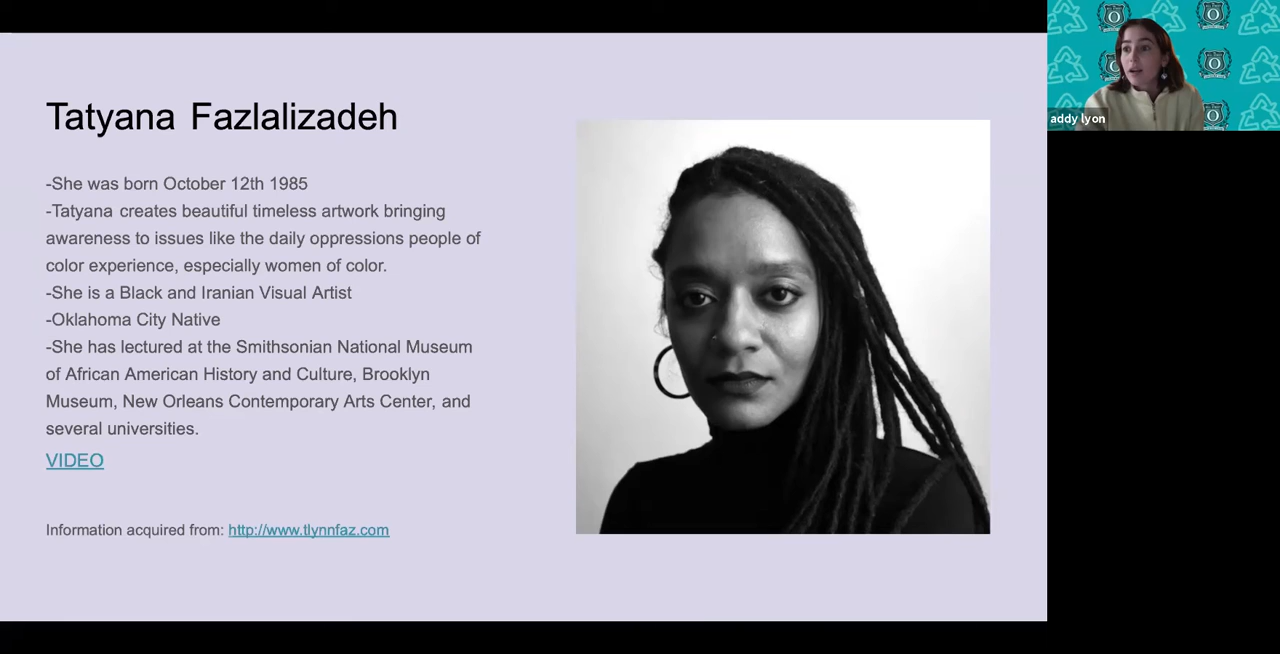 Tatyana Fazlalizadeh
-She was born October 12th 1985
-Tatyana creates beautiful timeless artwork bringing
awareness to issues like the daily oppressions people of
color experience, especially women of color.
-She is a Black and Iranian Visual Artist
-Oklahoma City Native
-She has lectured at the Smithsonian National Museum
of African American History and Culture, Brooklyn
Museum, New Orleans Contemporary Arts Center, and
several universities.
VIDEO
Information acquired from: http://www.tlynnfaz.com
addy lyon
O
O
O
O